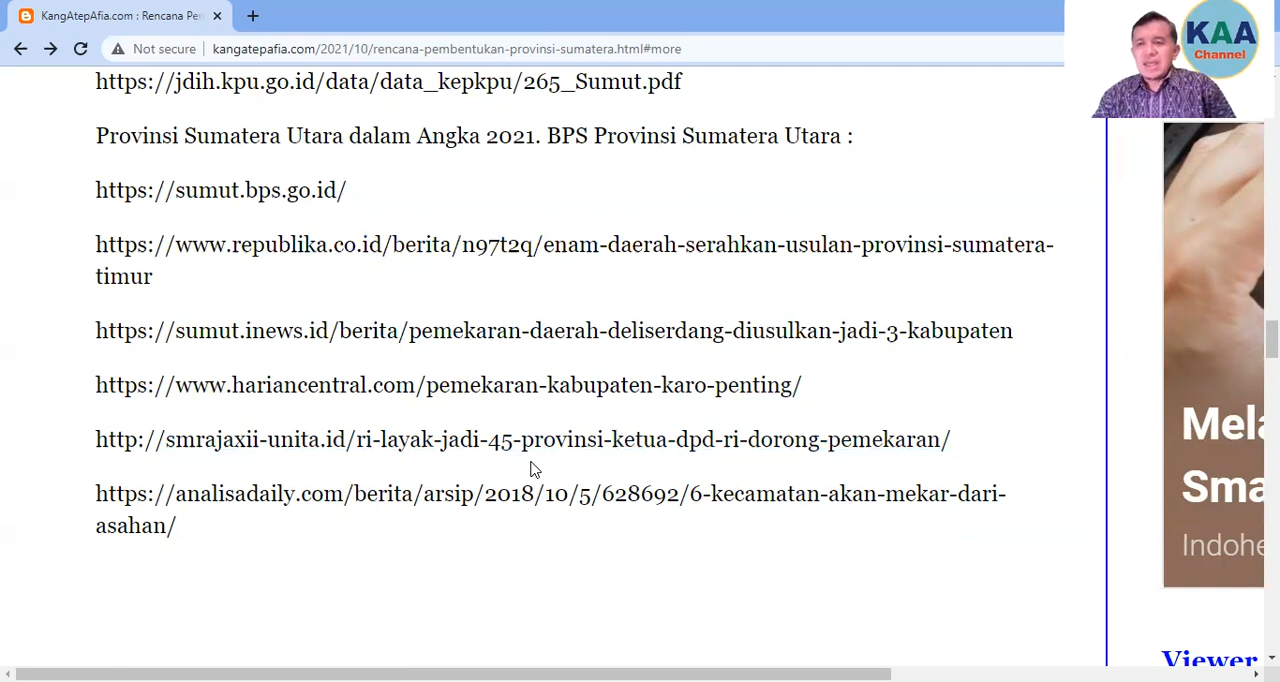 KangAtepAfia.com : Rencana Pe
Not secure
kangatepafia.com/2021/10/rencana-pembentukan-provinsi-sumatera.html#more
KAA
Channel
https://jdih.kpu.go.id/data/data_kepkpu/265_Sumut.pdf
Provinsi Sumatera Utara dalam Angka 2021. BPS Provinsi Sumatera Utara :
https://sumut.bps.go.id/
https://www.republika.co.id/berita/n97t2q/enam-daerah-serahkan-usulan-provinsi-sumatera-
timur
https://sumut.inews.id/berita/pemekaran-daerah-deliserdang-diusulkan-jadi-3-kabupaten
https://www.hariancentral.com/pemekaran-kabupaten-karo-penting/
http://smrajaxii-unita.id/ri-layak-jadi-45-provinsi-ketua-dpd-ri-dorong-pemekaran/
https://analisadaily.com/berita/arsip/2018/10/5/628692/6-kecamatan-akan-mekar-dari-
asahan/
Mela
Sma
Indohe
Viewer